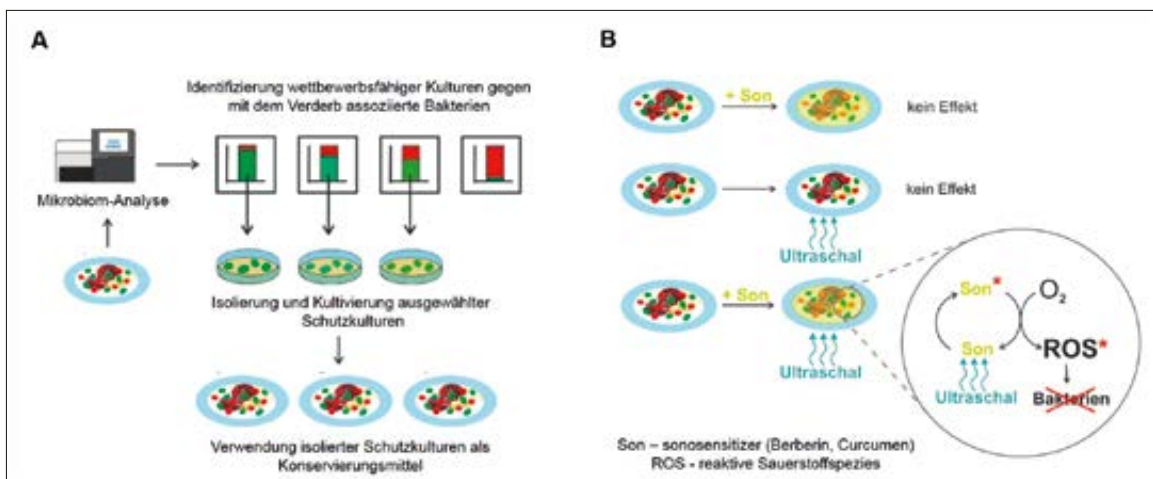 A
Identifizierung wettbewerbsfähiger Kulturen gegen
mit dem Verderb assoziierte Bakterien
Mikrobiom-Analyse
Isolierung und Kultivierung ausgewählter
Schutzkulturen
Verwendung isolierter Schutzkulturen als
Konservierungsmittel
B
+ Son
kein Effekt
kein Effekt
Ultraschal
+ Son
Ultraschal
Son*
O2
Son
ROS*
Ultraschal
Bakterien
Son – sonosensitizer (Berberin, Curcumen)
ROS - reaktive Sauerstoffspezies